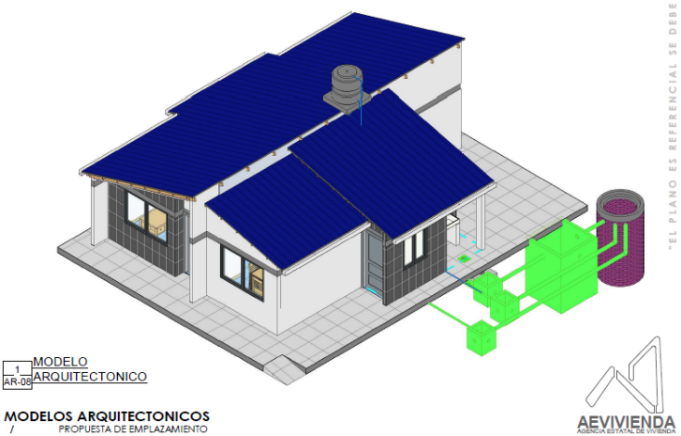 "EL PLANO ES REFERENCIAL SE DEBE
1
AR-08
MODELO
ARQUITECTONICO
MODELOS ARQUITECTONICOS
/ PROPUESTA DE EMPLAZAMIENTO
AEVIVIENDA
AGENCIA ESTATAL DE VIVIENDA